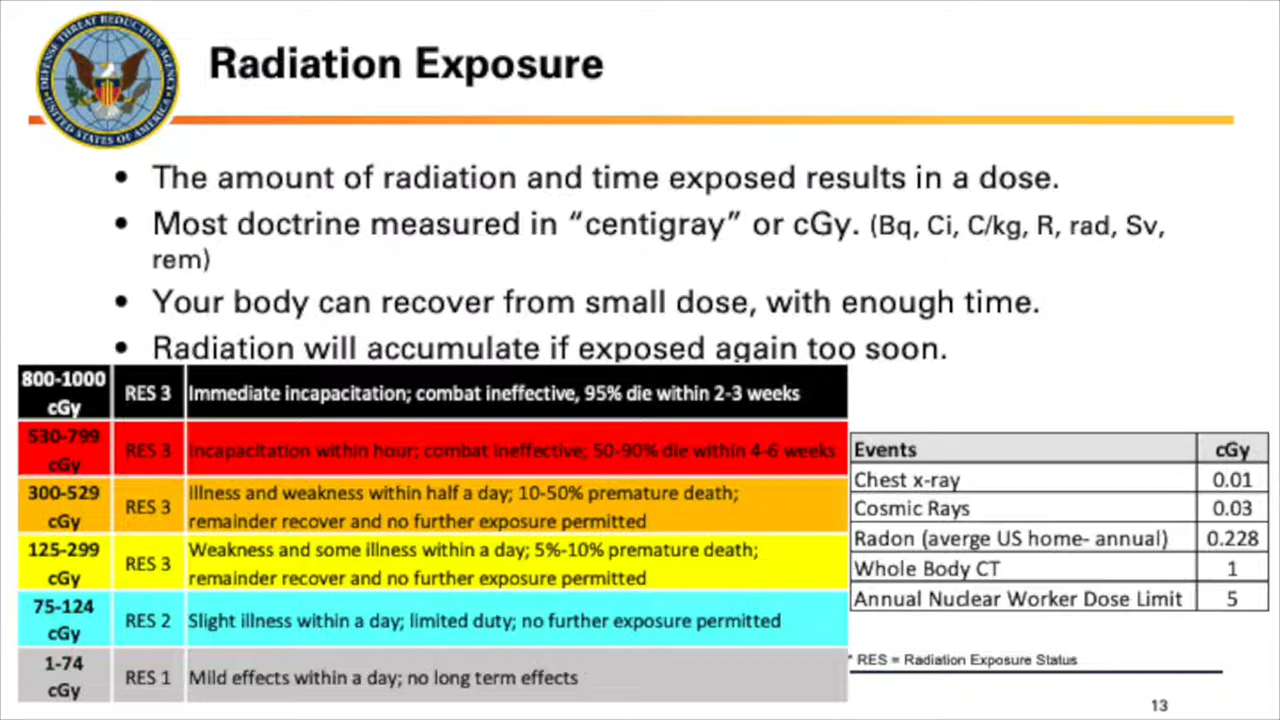 DEFENSE THREAT REDUCTION AGENCY
UNITED STATES OF AMERICA
Radiation Exposure
• The amount of radiation and time exposed results in a dose.
• Most doctrine measured in “centigray” or cGy. (Bq, Ci, C/kg, R, rad, Sv,
rem)
• Your body can recover from small dose, with enough time.
• Radiation will accumulate if exposed again too soon.
800-1000
cGy
RES 3
Immediate incapacitation; combat ineffective, 95% die within 2-3 weeks
530-799
cGy
RES 3
Incapacitation within hour; combat ineffective; 50-90% die within 4-6 weeks
300-529
cGy
RES 3
Illness and weakness within half a day; 10-50% premature death;
remainder recover and no further exposure permitted
125-299
cGy
RES 3
Weakness and some illness within a day; 5%-10% premature death;
remainder recover and no further exposure permitted
75-124
cGy
RES 2
Slight illness within a day; limited duty; no further exposure permitted
1-74
cGy
RES 1
Mild effects within a day; no long term effects
Events cGy
Chest x-ray 0.01
Cosmic Rays 0.03
Radon (averge US home- annual) 0.228
Whole Body CT 1
Annual Nuclear Worker Dose Limit 5
* RES = Radiation Exposure Status
13